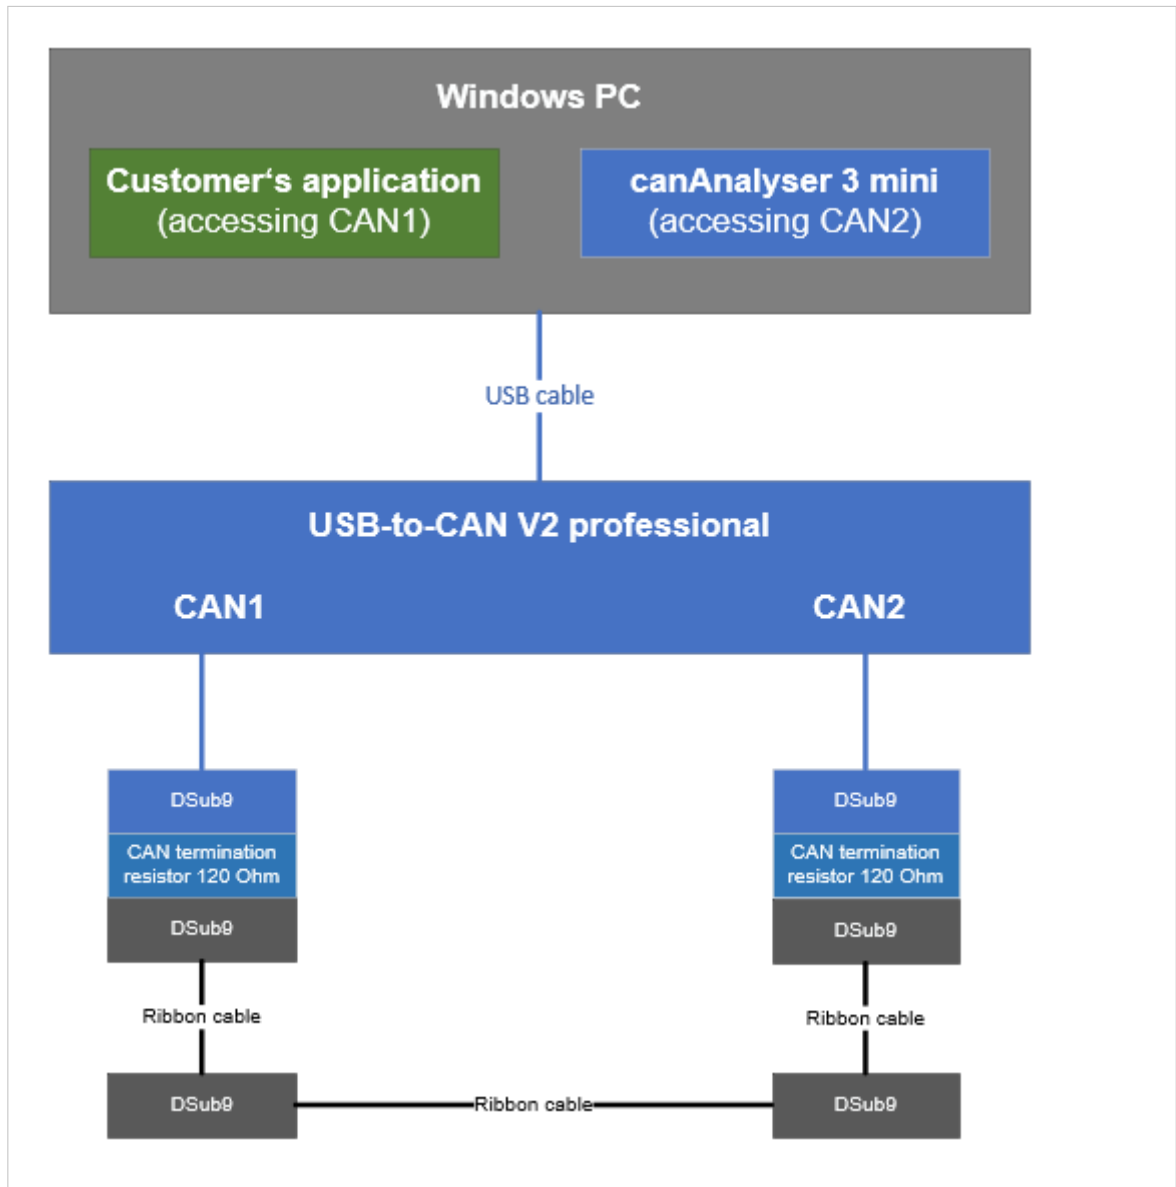 Windows PC
Customer‘s application
(accessing CAN1)
canAnalyser 3 mini
(accessing CAN2)
USB cable
USB-to-CAN V2 professional
CAN1
CAN2
DSub9
CAN termination
resistor 120 Ohm
DSub9
DSub9
CAN termination
resistor 120 Ohm
DSub9
Ribbon cable
Ribbon cable
DSub9
Ribbon cable
DSub9